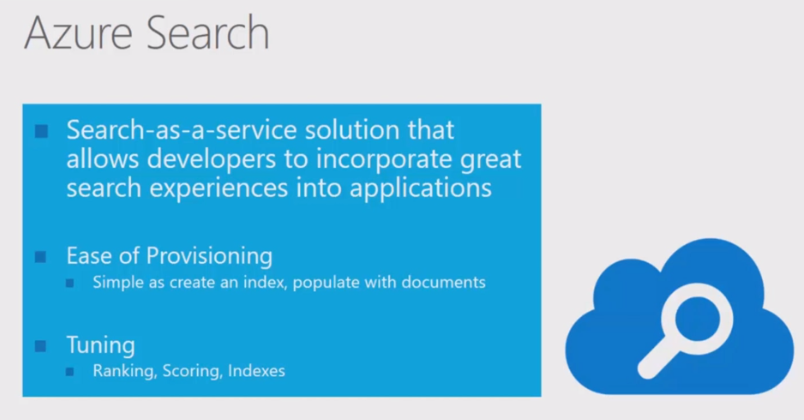 Azure Search
Search-as-a-service solution that
allows developers to incorporate great
search experiences into applications
Ease of Provisioning
Simple as create an index, populate with documents
Tuning
Ranking, Scoring, Indexes